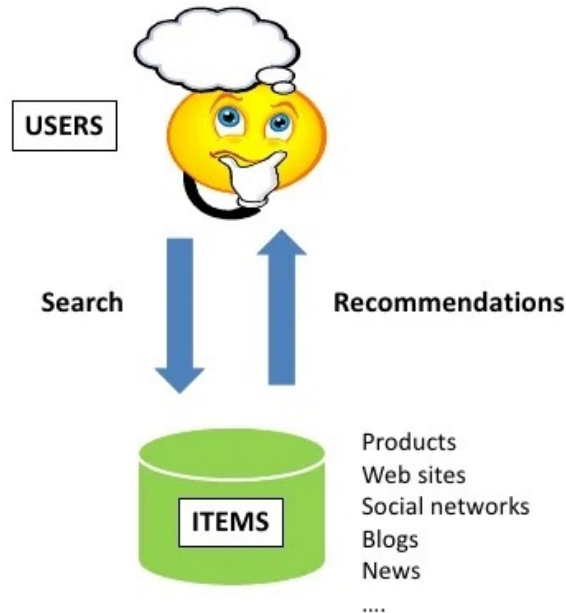 USERS
Search
Recommendations
ITEMS
Products
Web sites
Social networks
Blogs
News
....